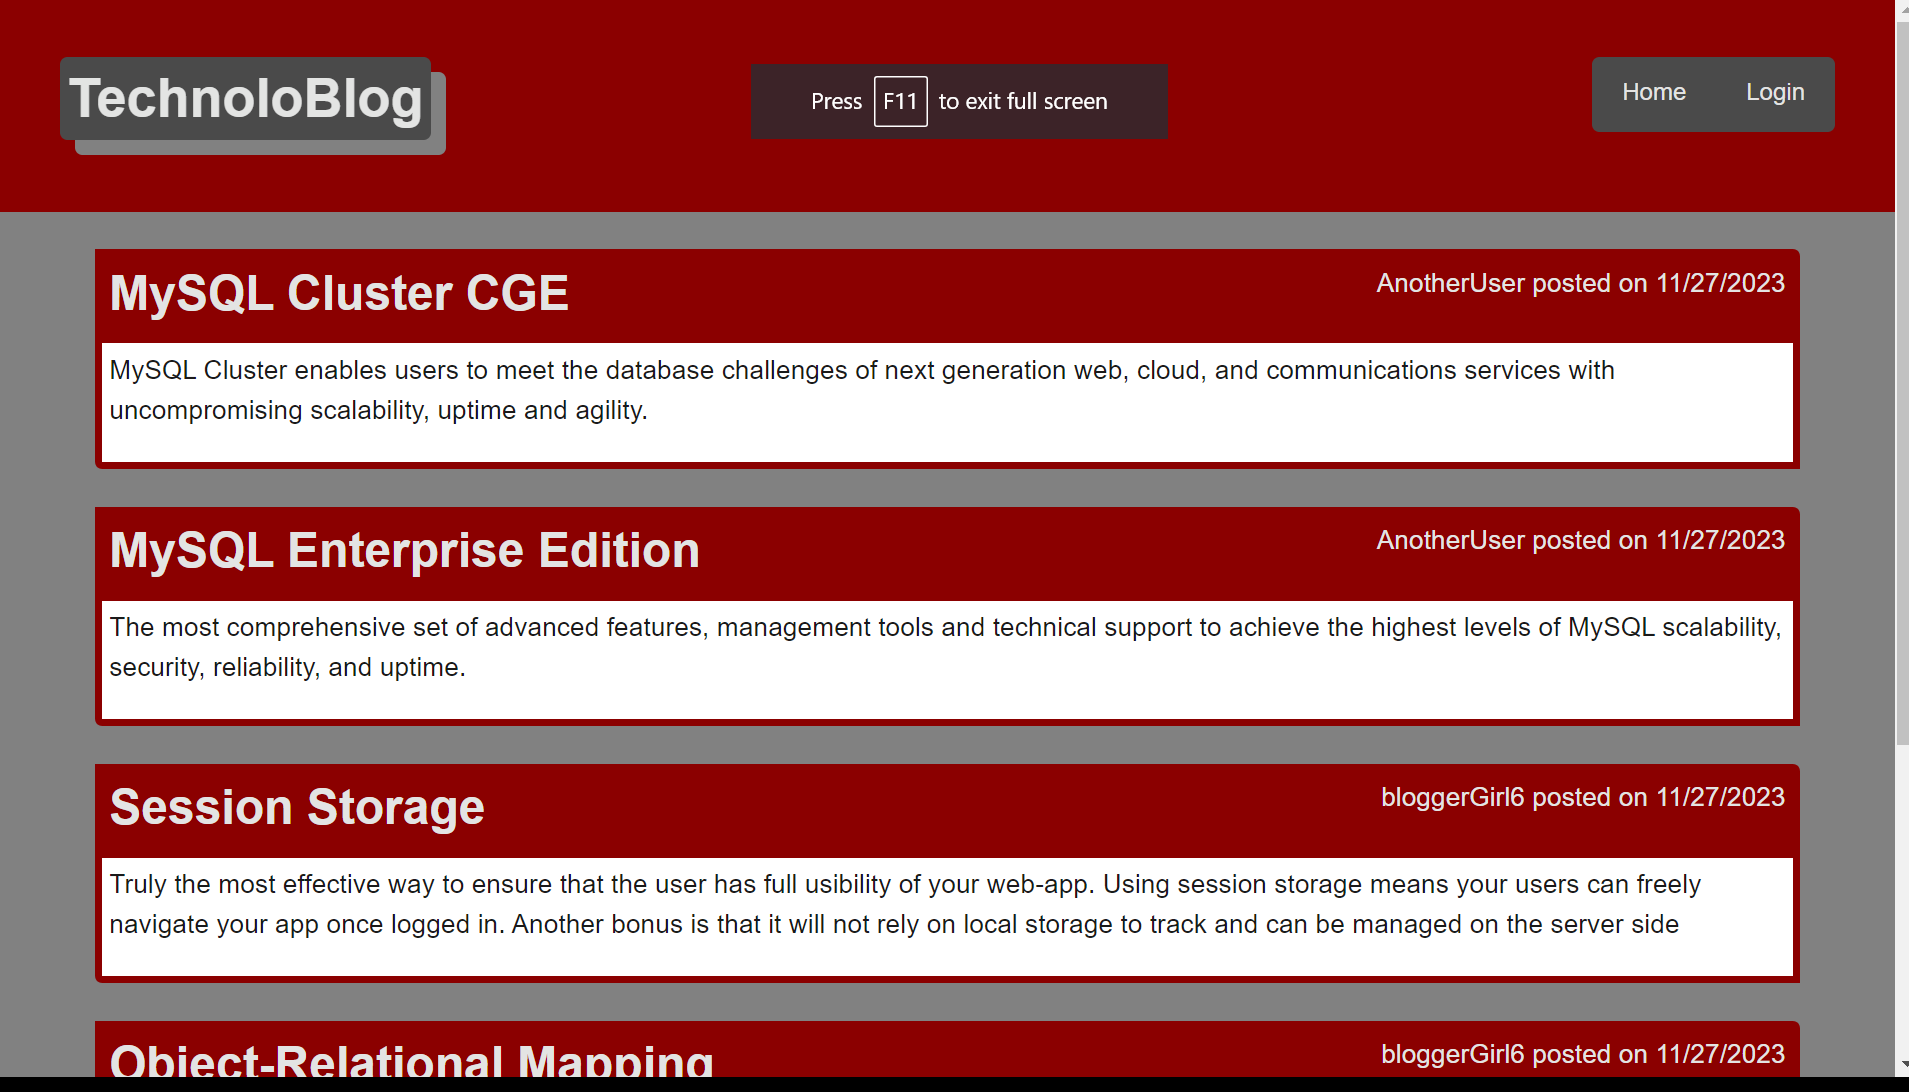 TechnoloBlog
Press F11 to exit full screen
Home Login
MySQL Cluster CGE
AnotherUser posted on 11/27/2023
MySQL Cluster enables users to meet the database challenges of next generation web, cloud, and communications services with
uncompromising scalability, uptime and agility.
MySQL Enterprise Edition
AnotherUser posted on 11/27/2023
The most comprehensive set of advanced features, management tools and technical support to achieve the highest levels of MySQL scalability,
security, reliability, and uptime.
Session Storage
bloggerGirl6 posted on 11/27/2023
Truly the most effective way to ensure that the user has full usibility of your web-app. Using session storage means your users can freely
navigate your app once logged in. Another bonus is that it will not rely on local storage to track and can be managed on the server side
Object-Relational Mapping
bloggerGirl6 posted on 11/27/2023